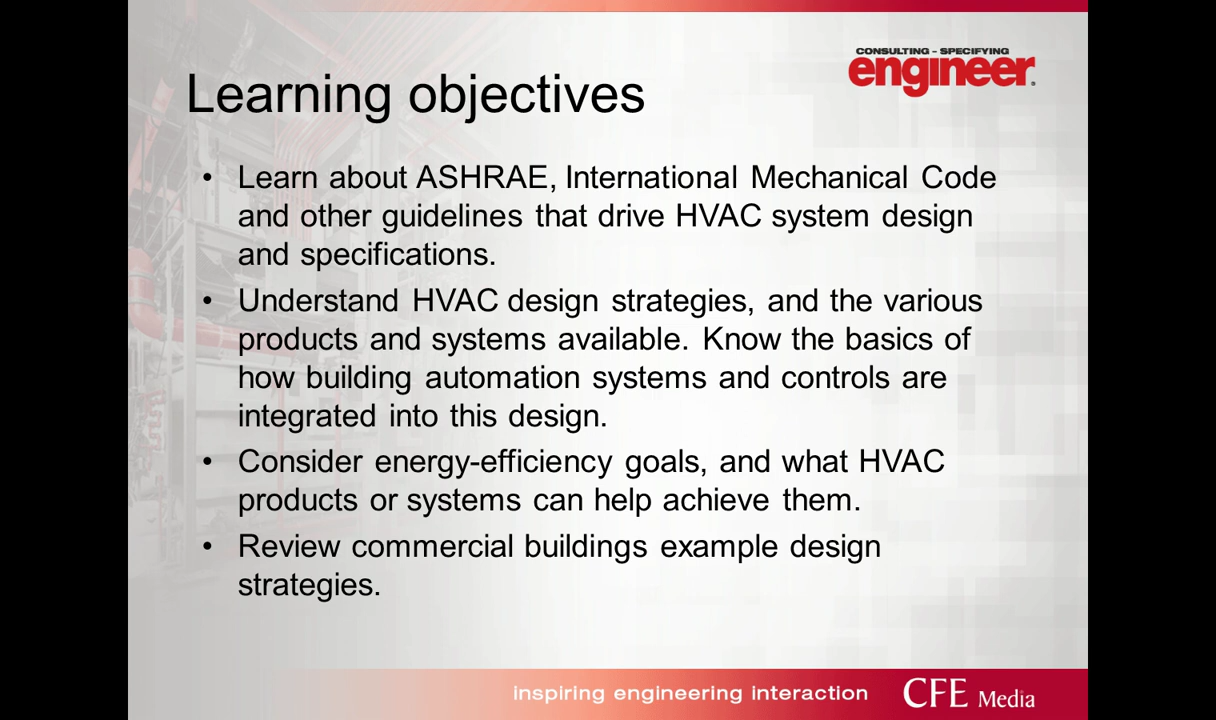 CONSULTING - SPECIFYING
engineer
Learning objectives
• Learn about ASHRAE, International Mechanical Code
and other guidelines that drive HVAC system design
and specifications.
• Understand HVAC design strategies, and the various
products and systems available. Know the basics of
how building automation systems and controls are
integrated into this design.
• Consider energy-efficiency goals, and what HVAC
products or systems can help achieve them.
• Review commercial buildings example design
strategies.
inspiring engineering interaction
CFE Media